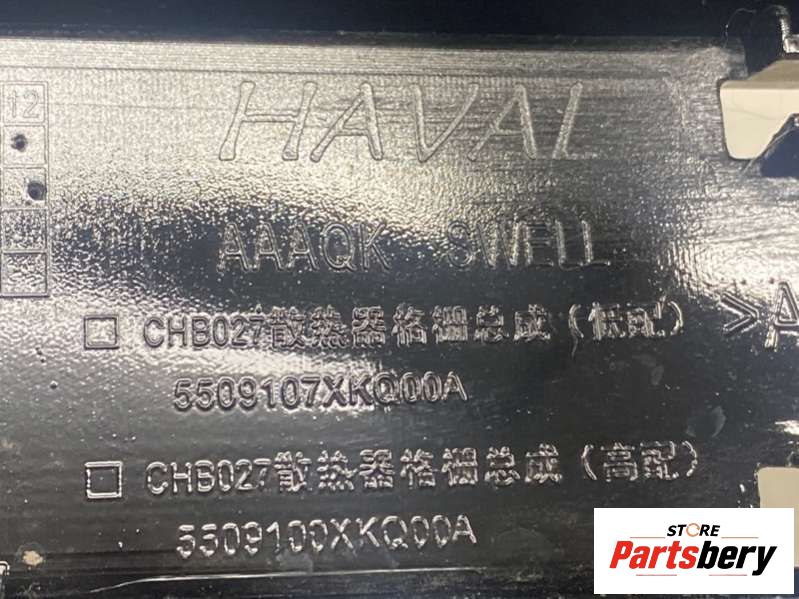 12
HAVAL
AAAQK SWELL
CHB027散热器格栅总成(低配) >A
5509107XKQ00A
CHB027散热器格栅总成(高配)
5509100XKQ00A
STORE
Partsbery